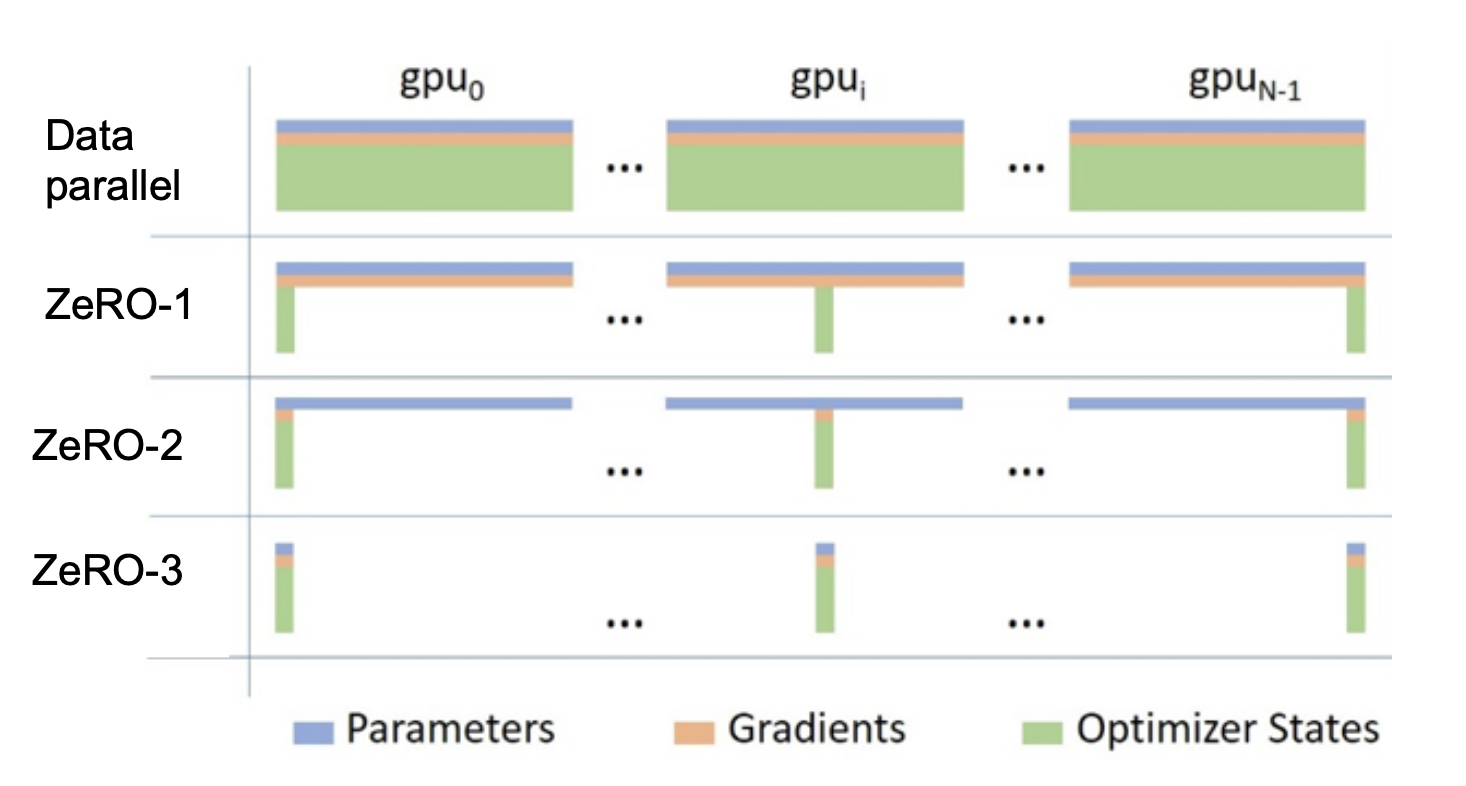 gpu₀ gpuᵢ gpu_N-1
Data
parallel
... ...
ZeRO-1
... ...
ZeRO-2
... ...
ZeRO-3
... ...
Parameters Gradients Optimizer States